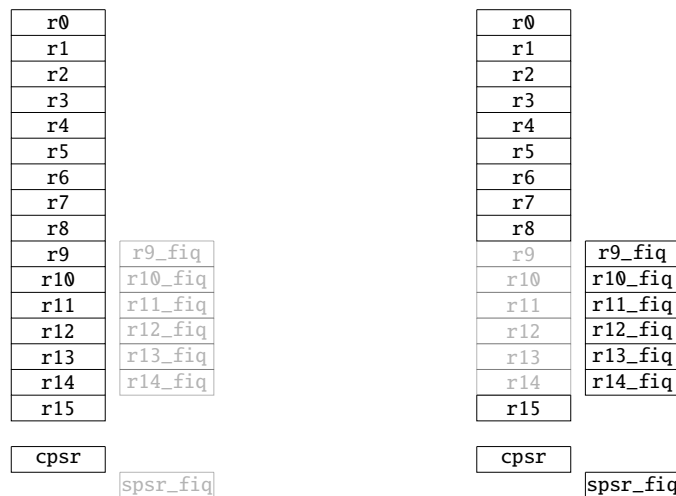 r0 r0
r1 r1
r2 r2
r3 r3
r4 r4
r5 r5
r6 r6
r7 r7
r8 r8
r9 r9_fiq r9 r9_fiq
r10 r10_fiq r10 r10_fiq
r11 r11_fiq r11 r11_fiq
r12 r12_fiq r12 r12_fiq
r13 r13_fiq r13 r13_fiq
r14 r14_fiq r14 r14_fiq
r15 r15
cpsr cpsr
spsr_fiq spsr_fiq